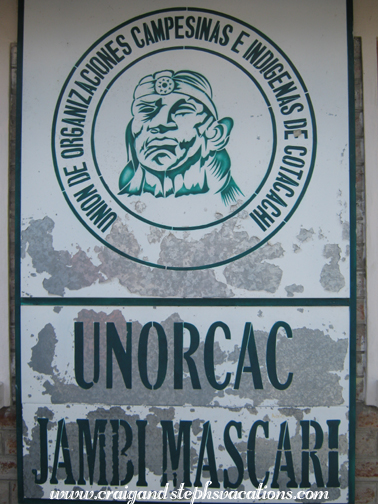 UNION DE ORGANIZACIONES CAMPESINAS E INDIGENAS DE COTACACHI
UNORCAC
JAMBI MASCARI
www.craigandstephsvacations.com